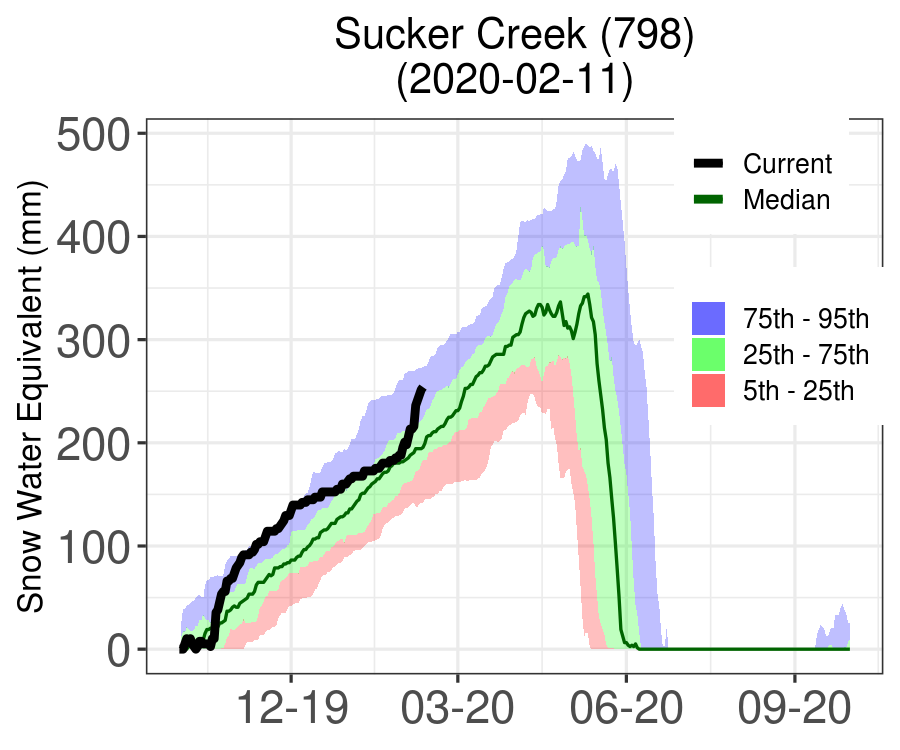 Sucker Creek (798)
(2020-02-11)
Snow Water Equivalent (mm)
500
400
300
200
100
0
12-19
03-20
06-20
09-20
Current
Median
75th - 95th
25th - 75th
5th - 25th